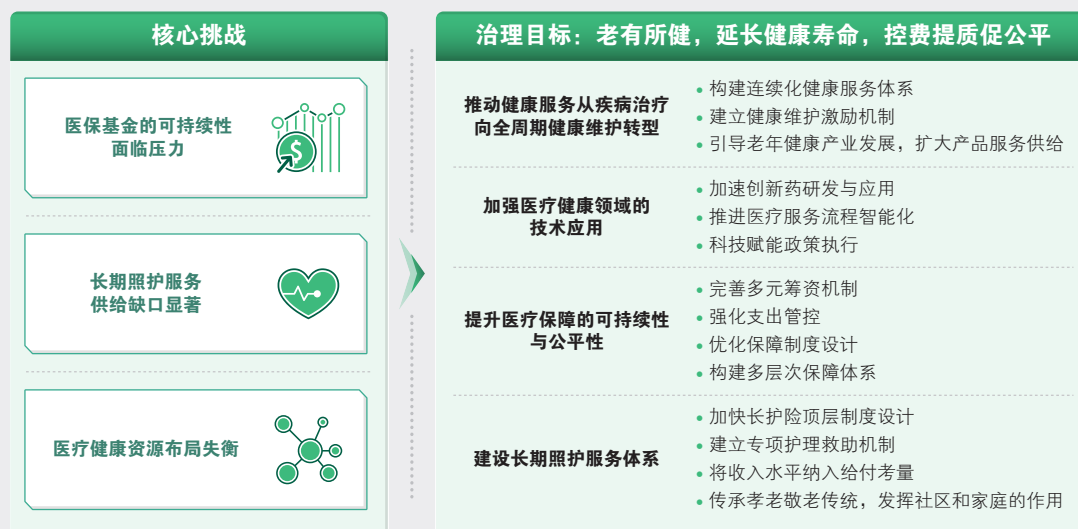 核心挑战
医保基金的可持续性
面临压力
长期照护服务
供给缺口显著
医疗健康资源布局失衡
治理目标：老有所健，延长健康寿命，控费提质促公平
推动健康服务从疾病治疗
向全周期健康维护转型
• 构建连续化健康服务体系
• 建立健康维护激励机制
• 引导老年健康产业发展，扩大产品服务供给
加强医疗健康领域的
技术应用
• 加速创新药研发与应用
• 推进医疗服务流程智能化
• 科技赋能政策执行
提升医疗保障的可持续性
与公平性
• 完善多元筹资机制
• 强化支出管控
• 优化保障制度设计
• 构建多层次保障体系
建设长期照护服务体系
• 加快长护险顶层制度设计
• 建立专项护理救助机制
• 将收入水平纳入给付考量
• 传承孝老敬老传统，发挥社区和家庭的作用